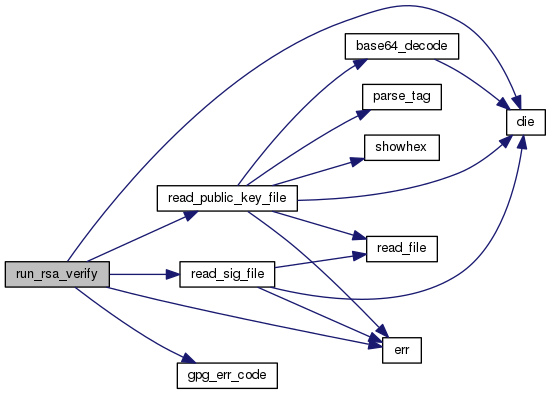 base64_decode
parse_tag
die
showhex
read_public_key_file
read_file
run_rsa_verify
read_sig_file
err
gpg_err_code